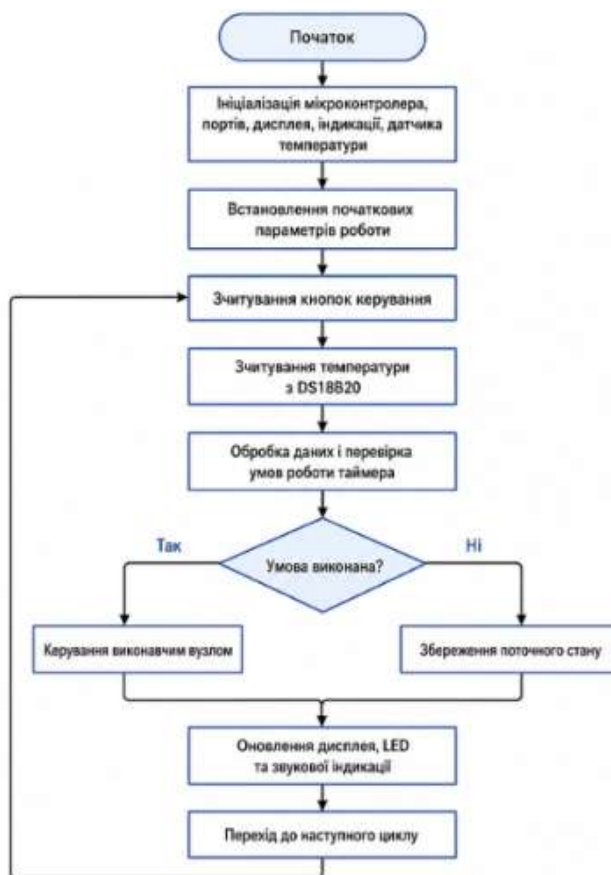 Початок
Ініціалізація мікроконтролера,
портів, дисплея, індикації, датчика
температури
Встановлення початкових
параметрів роботи
Зчитування кнопок керування
Зчитування температури
з DS18B20
Обробка даних і перевірка
умов роботи таймера
Так
Ні
Умова виконана?
Керування виконавчим вузлом
Збереження поточного стану
Оновлення дисплея, LED
та звукової індикації
Перехід до наступного циклу